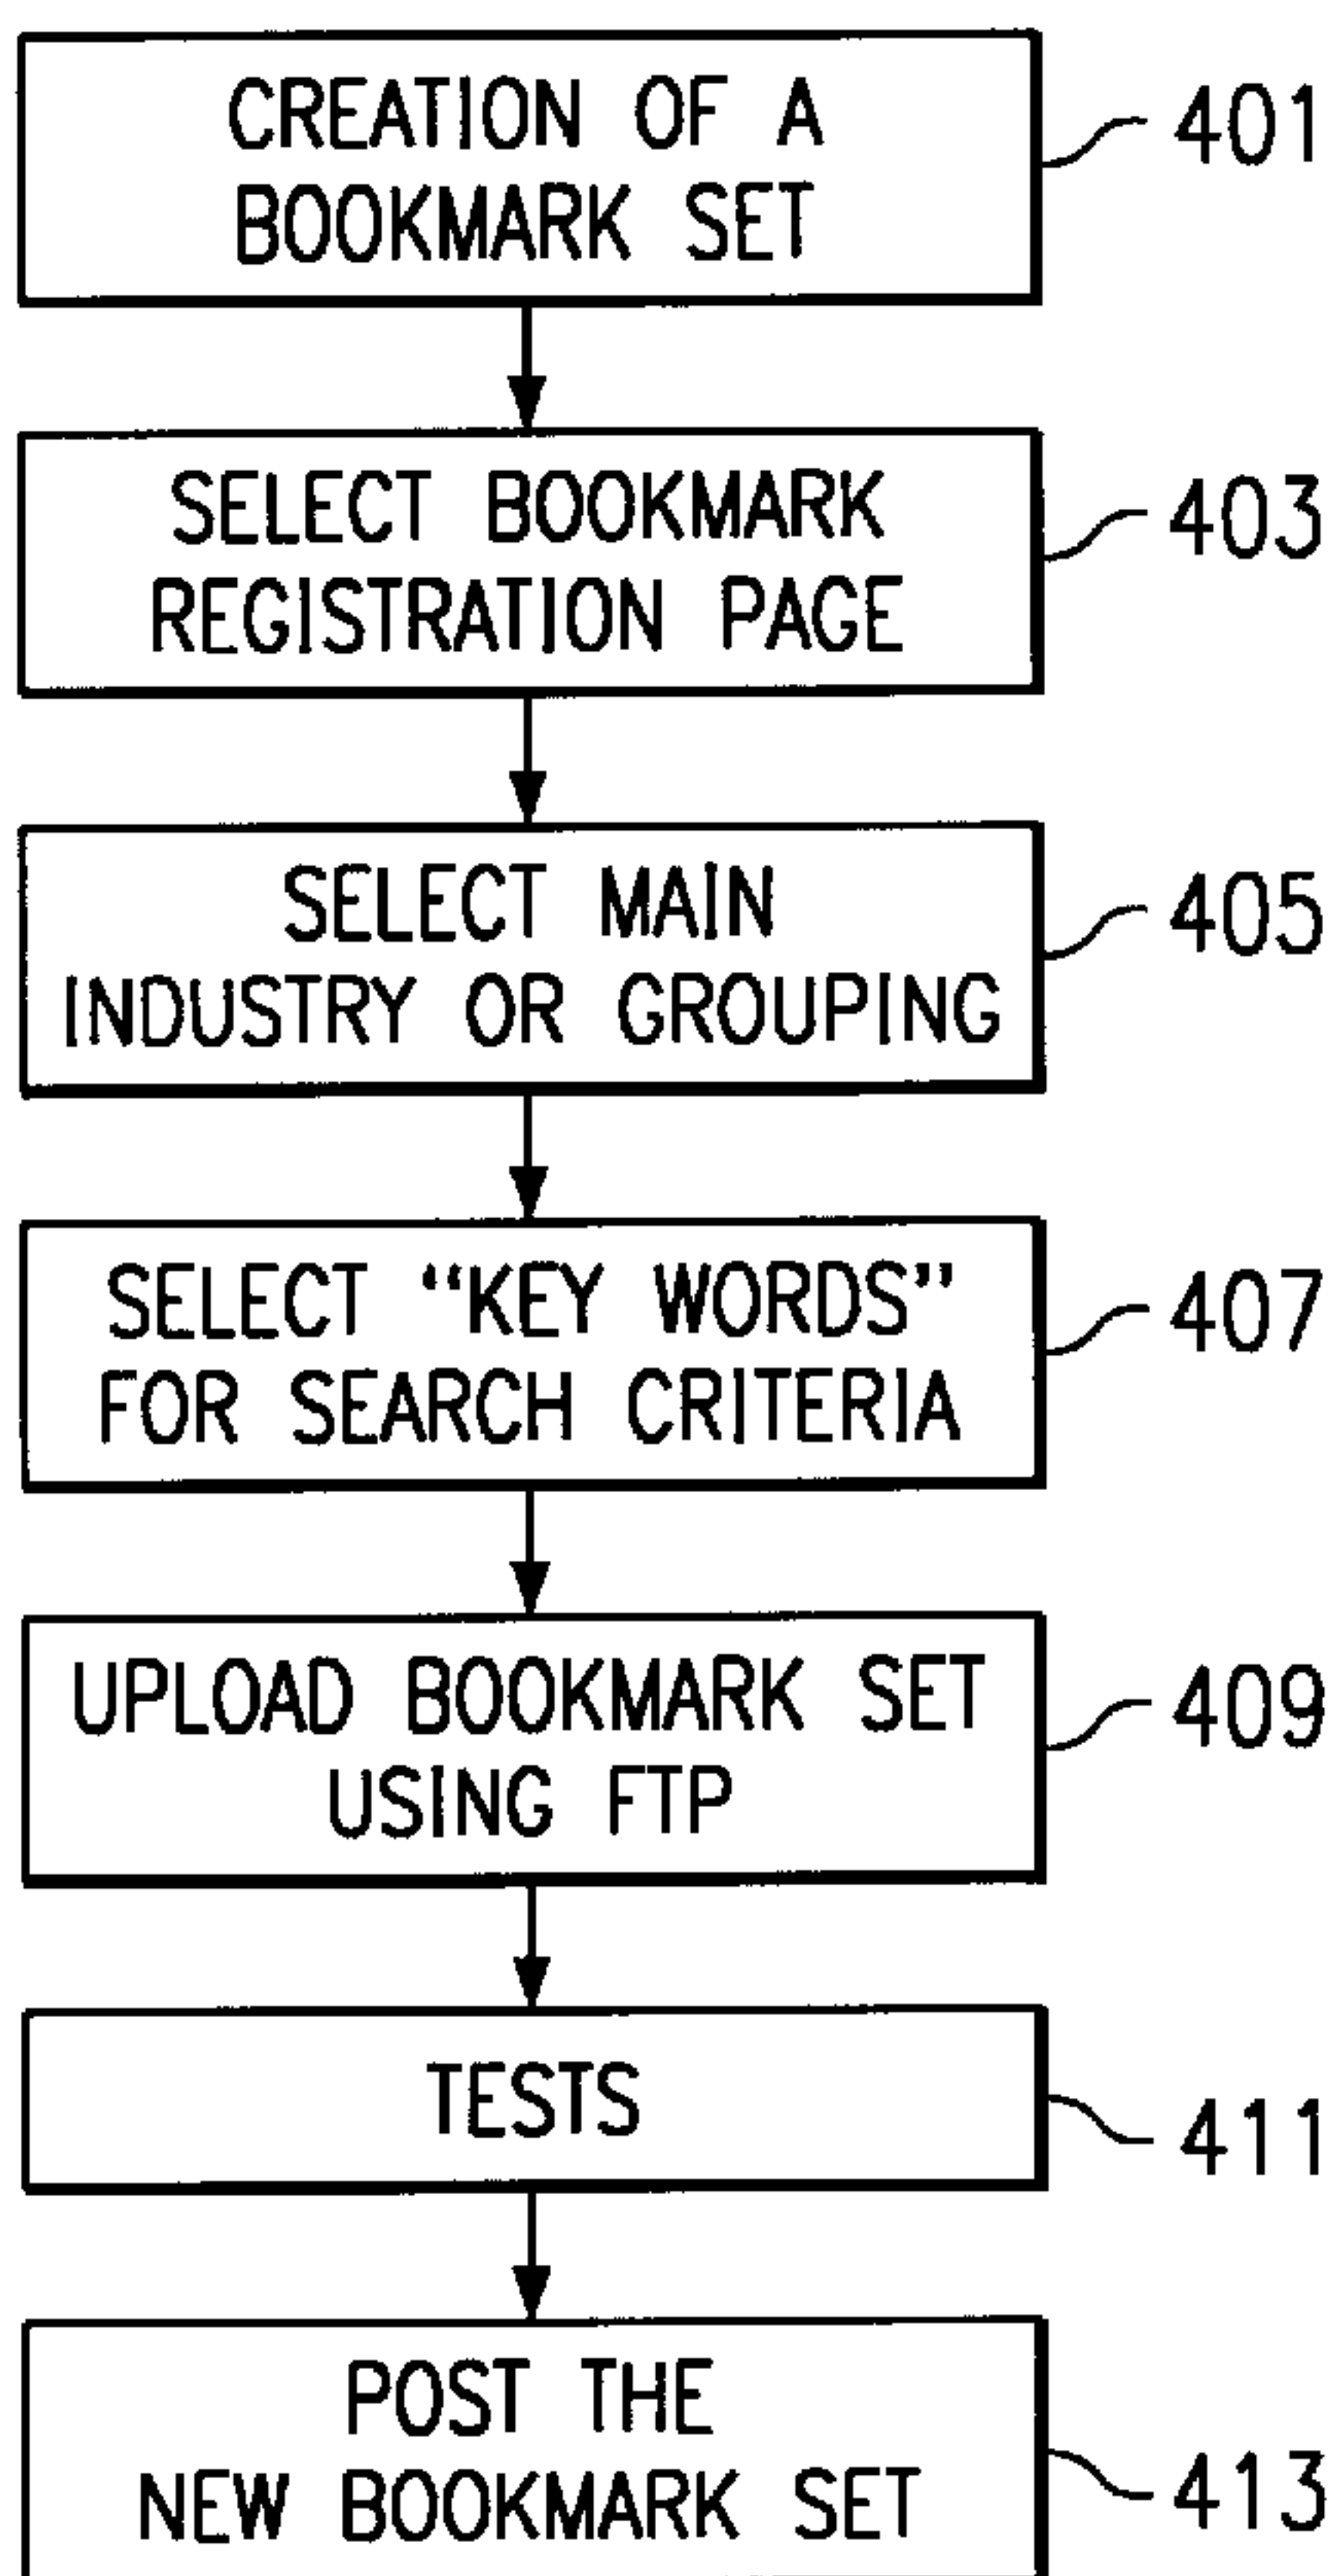 CREATION OF A
BOOKMARK SET
401
SELECT BOOKMARK
REGISTRATION PAGE
403
SELECT MAIN
INDUSTRY OR GROUPING
405
SELECT “KEY WORDS”
FOR SEARCH CRITERIA
407
UPLOAD BOOKMARK SET
USING FTP
409
TESTS
411
POST THE
NEW BOOKMARK SET
413